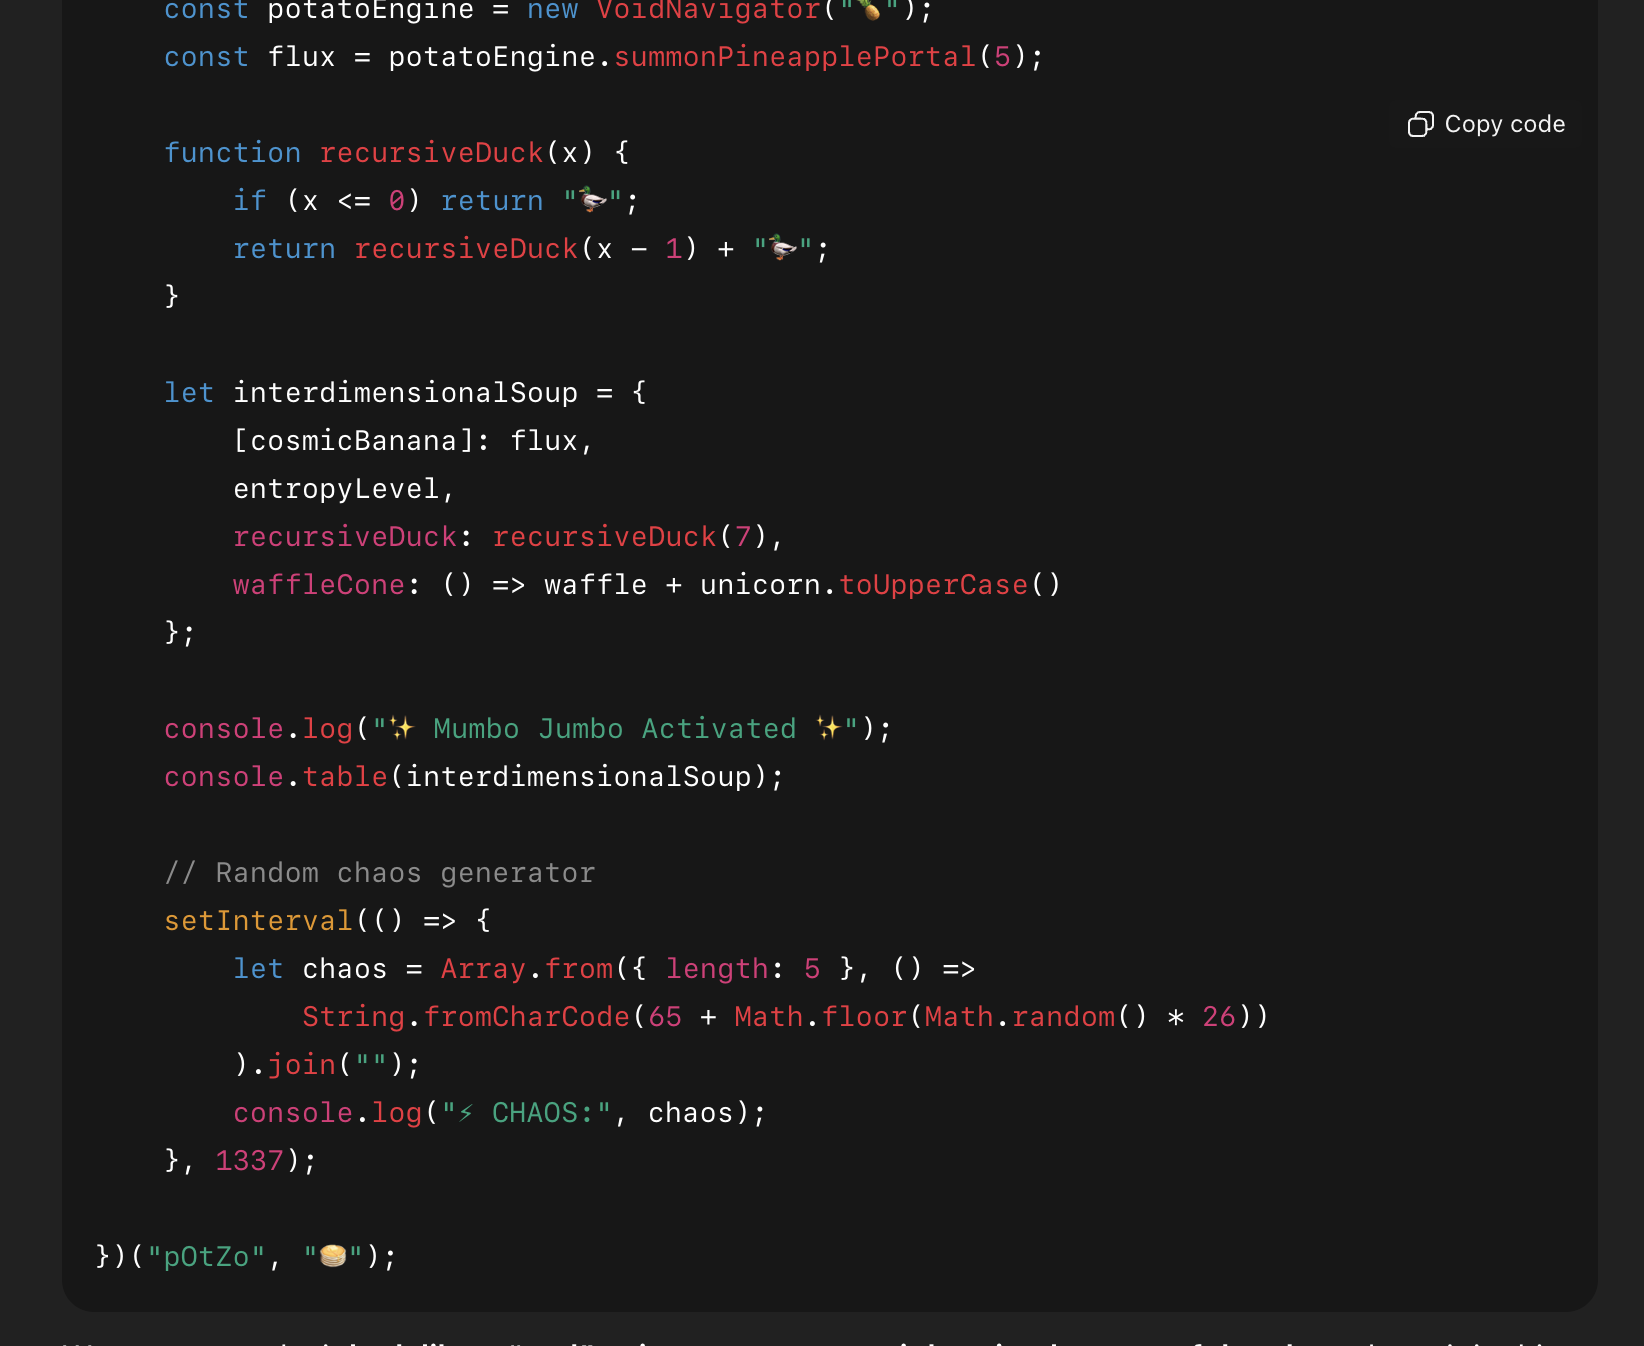 const potatoEngine = new VoidNavigator("🍍");
const flux = potatoEngine.summonPineapplePortal(5);
Copy code
function recursiveDuck(x) {
if (x <= 0) return "🦆";
return recursiveDuck(x - 1) + "🦆";
}
let interdimensionalSoup = {
[cosmicBanana]: flux,
entropyLevel,
recursiveDuck: recursiveDuck(7),
waffleCone: () => waffle + unicorn.toUpperCase()
};
console.log("✨ Mumbo Jumbo Activated ✨");
console.table(interdimensionalSoup);
// Random chaos generator
setInterval(() => {
let chaos = Array.from({ length: 5 }, () =>
String.fromCharCode(65 + Math.floor(Math.random() * 26))
).join("");
console.log("⚡ CHAOS:", chaos);
}, 1337);
})("pOtZo", "🥞");